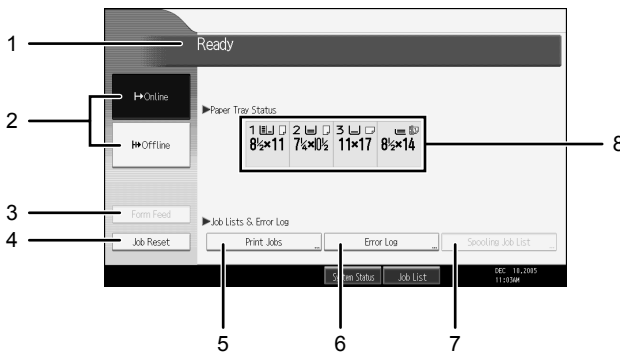 1
Ready
2
Online
Offline
▶Paper Tray Status
1 2 3
8½×11 7¼×10½ 11×17 8½×14
8
3
Form Feed
▶Job Lists & Error Log
4
Job Reset
Print Jobs
Error Log
Spooling Job List
System Status Job List
DEC 18,2005
11:03AM
5 6 7